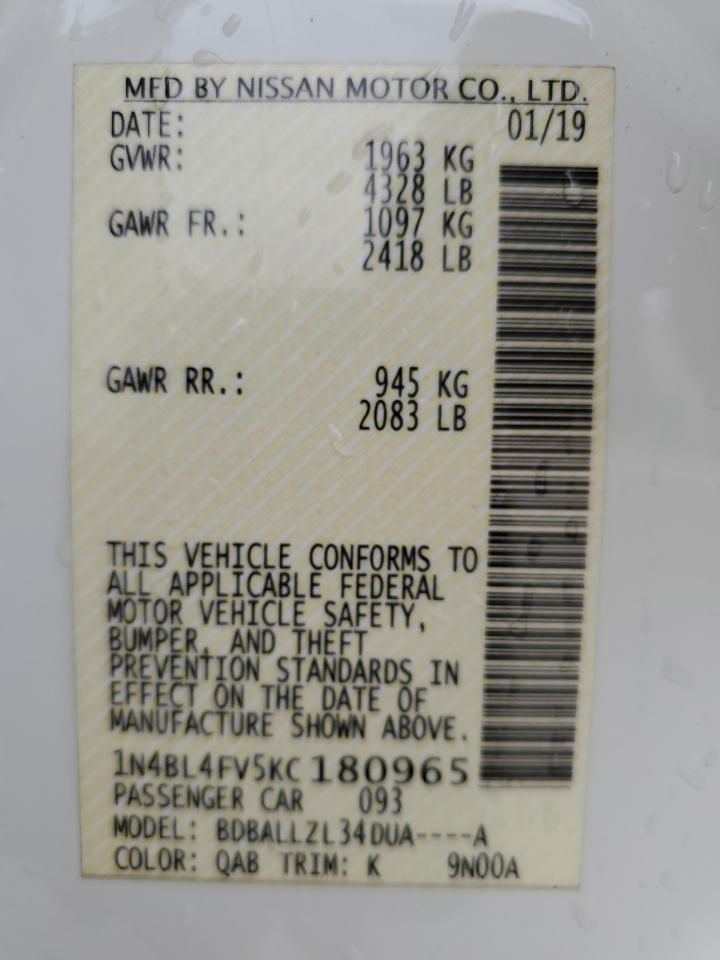 MFD BY NISSAN MOTOR CO., LTD.
DATE: 01/19
GVWR: 1963 KG
4328 LB
GAWR FR.: 1097 KG
2418 LB
GAWR RR.: 945 KG
2083 LB
THIS VEHICLE CONFORMS TO
ALL APPLICABLE FEDERAL
MOTOR VEHICLE SAFETY,
BUMPER, AND THEFT
PREVENTION STANDARDS IN
EFFECT ON THE DATE OF
MANUFACTURE SHOWN ABOVE.
1N4BL4FV5KC180965
PASSENGER CAR 093
MODEL: BDBALLZL34DUA----A
COLOR: QAB TRIM: K 9N00A